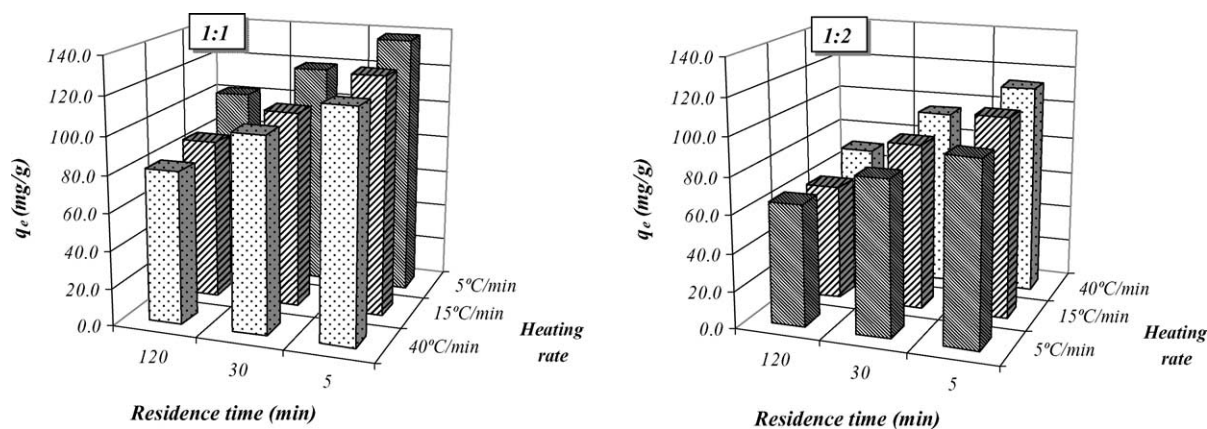 1:1
140.0
120.0
100.0
80.0
60.0
40.0
20.0
0.0
qe (mg/g)
120
30
5
Residence time (min)
5ºC/min
15ºC/min
40ºC/min
Heating
rate
1:2
140.0
120.0
100.0
80.0
60.0
40.0
20.0
0.0
qe (mg/g)
120
30
5
Residence time (min)
40ºC/min
15ºC/min
5ºC/min
Heating
rate